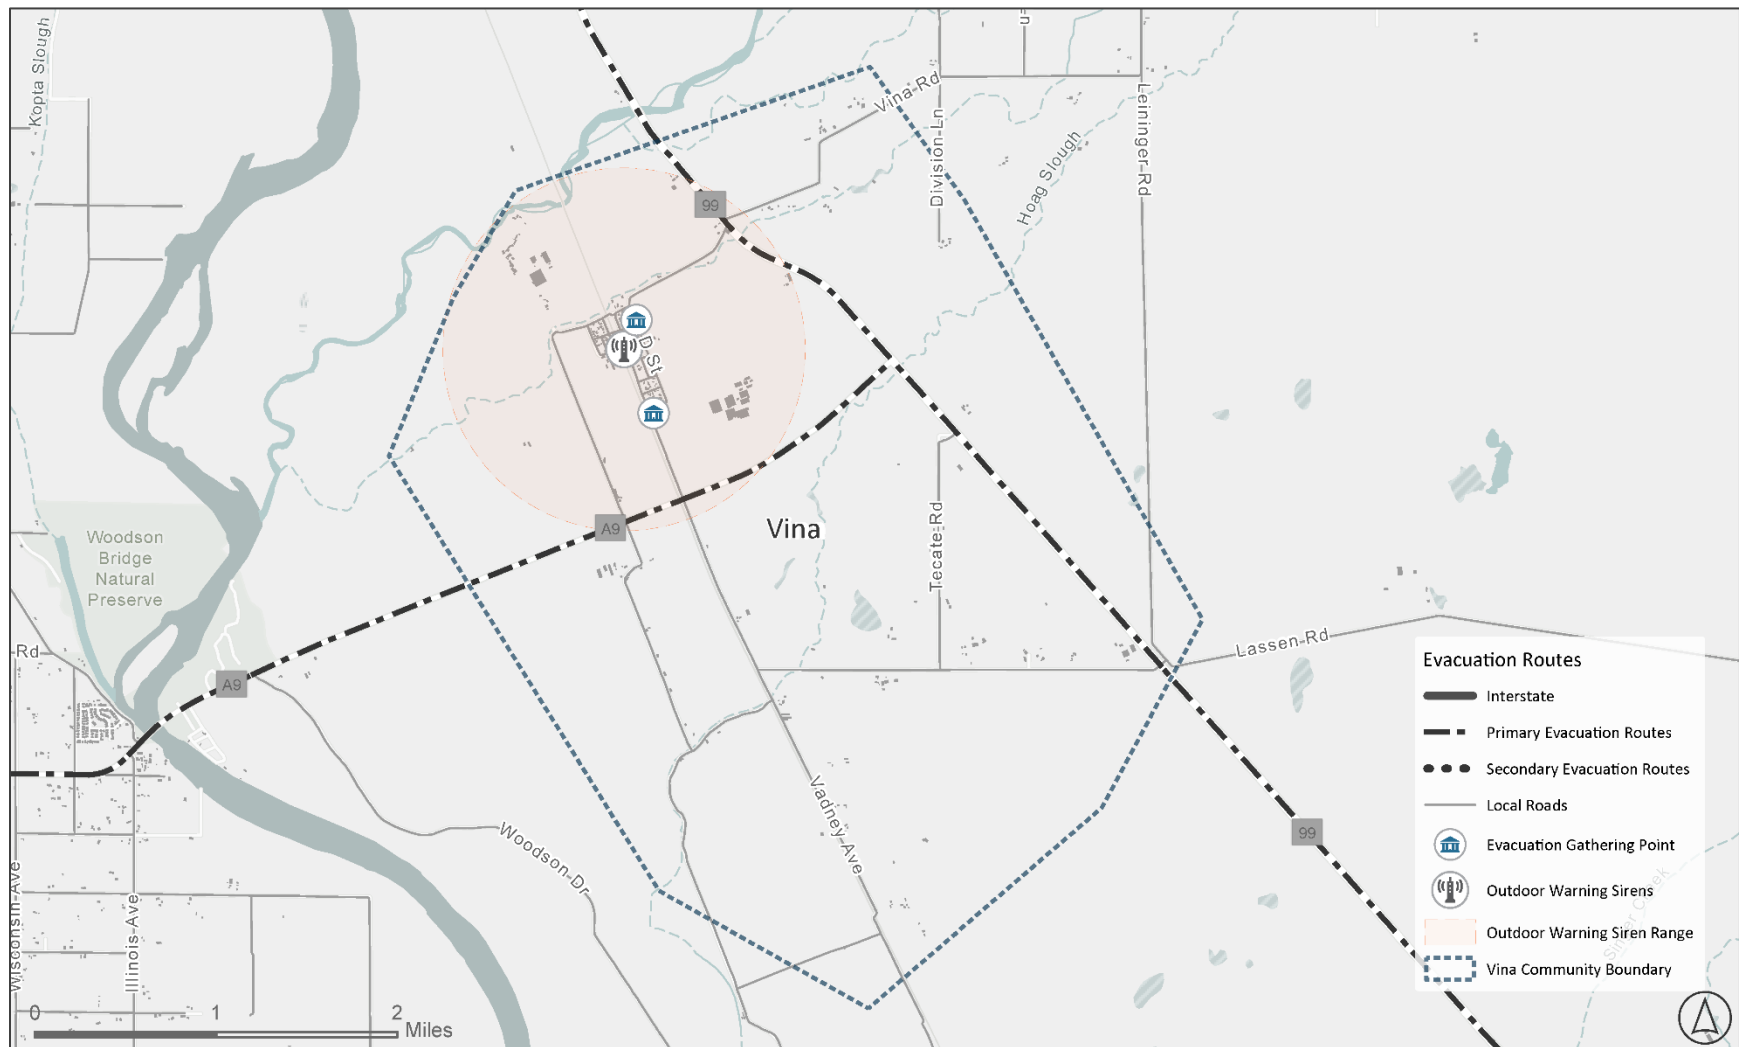 Kopta Slough
n
Vina Rd
Division Ln
Leininger Rd
Hoag Slough
99
D St
A9
Vina
Woodson
Bridge
Natural
Preserve
Tecate Rd
Rd
A9
Lassen Rd
Vadney Ave
Woodson Dr
99
Wisconsin Ave
Illinois Ave
Evacuation Routes
Interstate
Primary Evacuation Routes
Secondary Evacuation Routes
Local Roads
Evacuation Gathering Point
Outdoor Warning Sirens
Outdoor Warning Siren Range
Vina Community Boundary
0 1 2
Miles